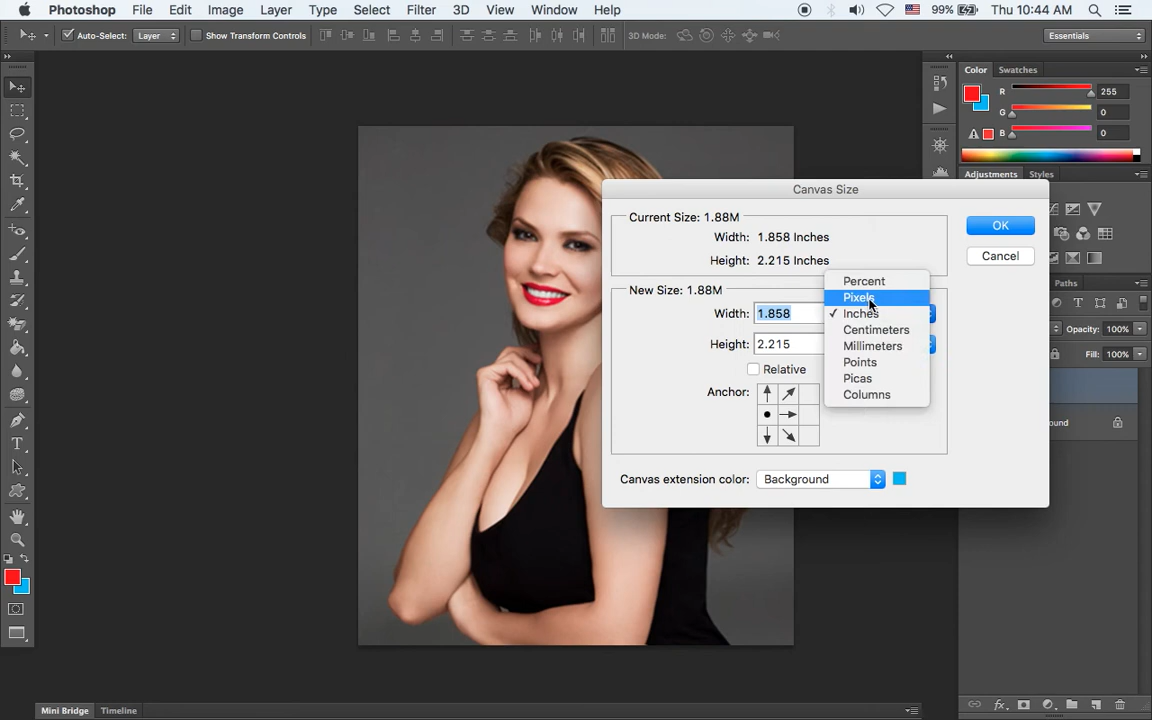 Photoshop File Edit Image Layer Type Select Filter 3D View Window Help 99% Thu 10:44 AM
Auto-Select: Layer Show Transform Controls 3D Mode: Essentials
Color Swatches
R 255
G 0
B 0
Adjustments Styles
Canvas Size
Current Size: 1.88M
Width: 1.858 Inches
Height: 2.215 Inches
OK
Cancel
New Size: 1.88M
Width: 1.858
Height: 2.215
Relative
Anchor:
Percent
Pixels
✓ Inches
Centimeters
Millimeters
Points
Picas
Columns
Canvas extension color: Background
Paths
Opacity: 100%
Fill: 100%
ound
Mini Bridge Timeline